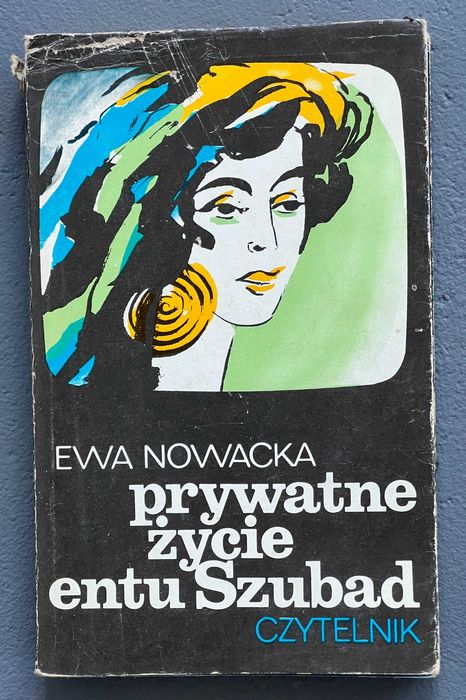 EWA NOWACKA
prywatne
życie
entu Szubad
CZYTELNIK